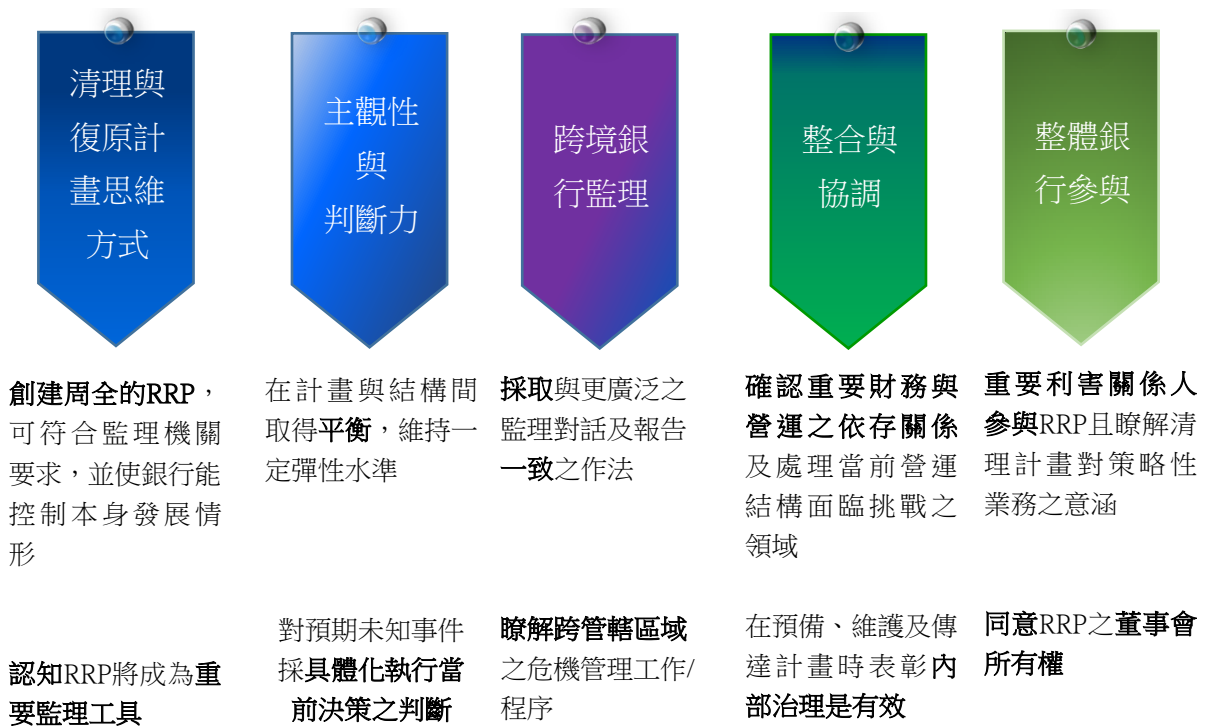 清理與
復原計
畫思維
方式
主觀性
與
判斷力
跨境銀
行監理
整合與
協調
整體銀
行參與
創建周全的RRP，
可符合監理機關
要求，並使銀行能
控制本身發展情
形
認知RRP將成為重
要監理工具
在計畫與結構間
取得平衡，維持一
定彈性水準
對預期未知事件
採具體化執行當
前決策之判斷
採取與更廣泛之
監理對話及報告
一致之作法
瞭解跨管轄區域
之危機管理工作/
程序
確認重要財務與
營運之依存關係
及處理當前營運
結構面臨挑戰之
領域
在預備、維護及傳
達計畫時表彰內
部治理是有效
重要利害關係人
參與RRP且瞭解清
理計畫對策略性
業務之意涵
同意RRP之董事會
所有權